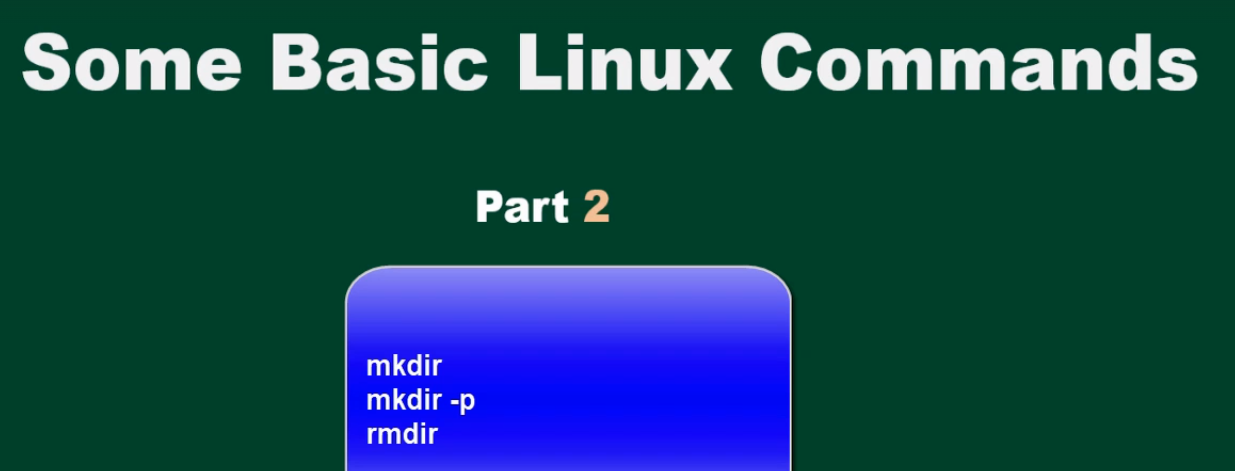 Some Basic Linux Commands
Part 2
mkdir
mkdir -p
rmdir